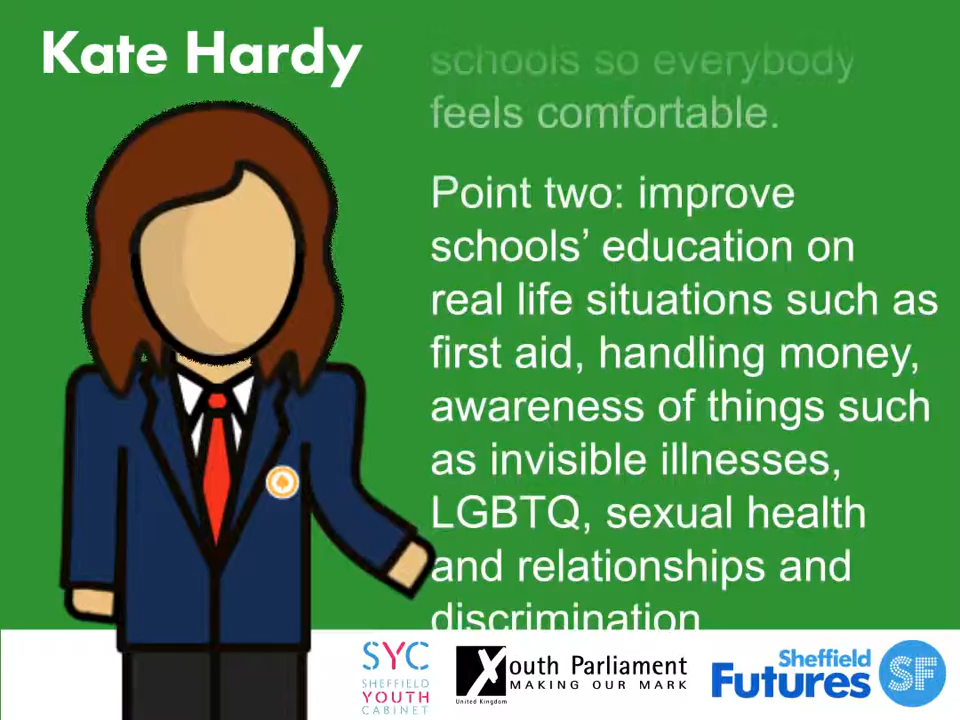 Kate Hardy
schools so everybody
feels comfortable.
Point two: improve
schools’ education on
real life situations such as
first aid, handling money,
awareness of things such
as invisible illnesses,
LGBTQ, sexual health
and relationships and
discrimination
SYC
SHEFFIELD
YOUTH
CABINET
Youth Parliament
MAKING OUR MARK
United Kingdom
Sheffield
Futures
SF